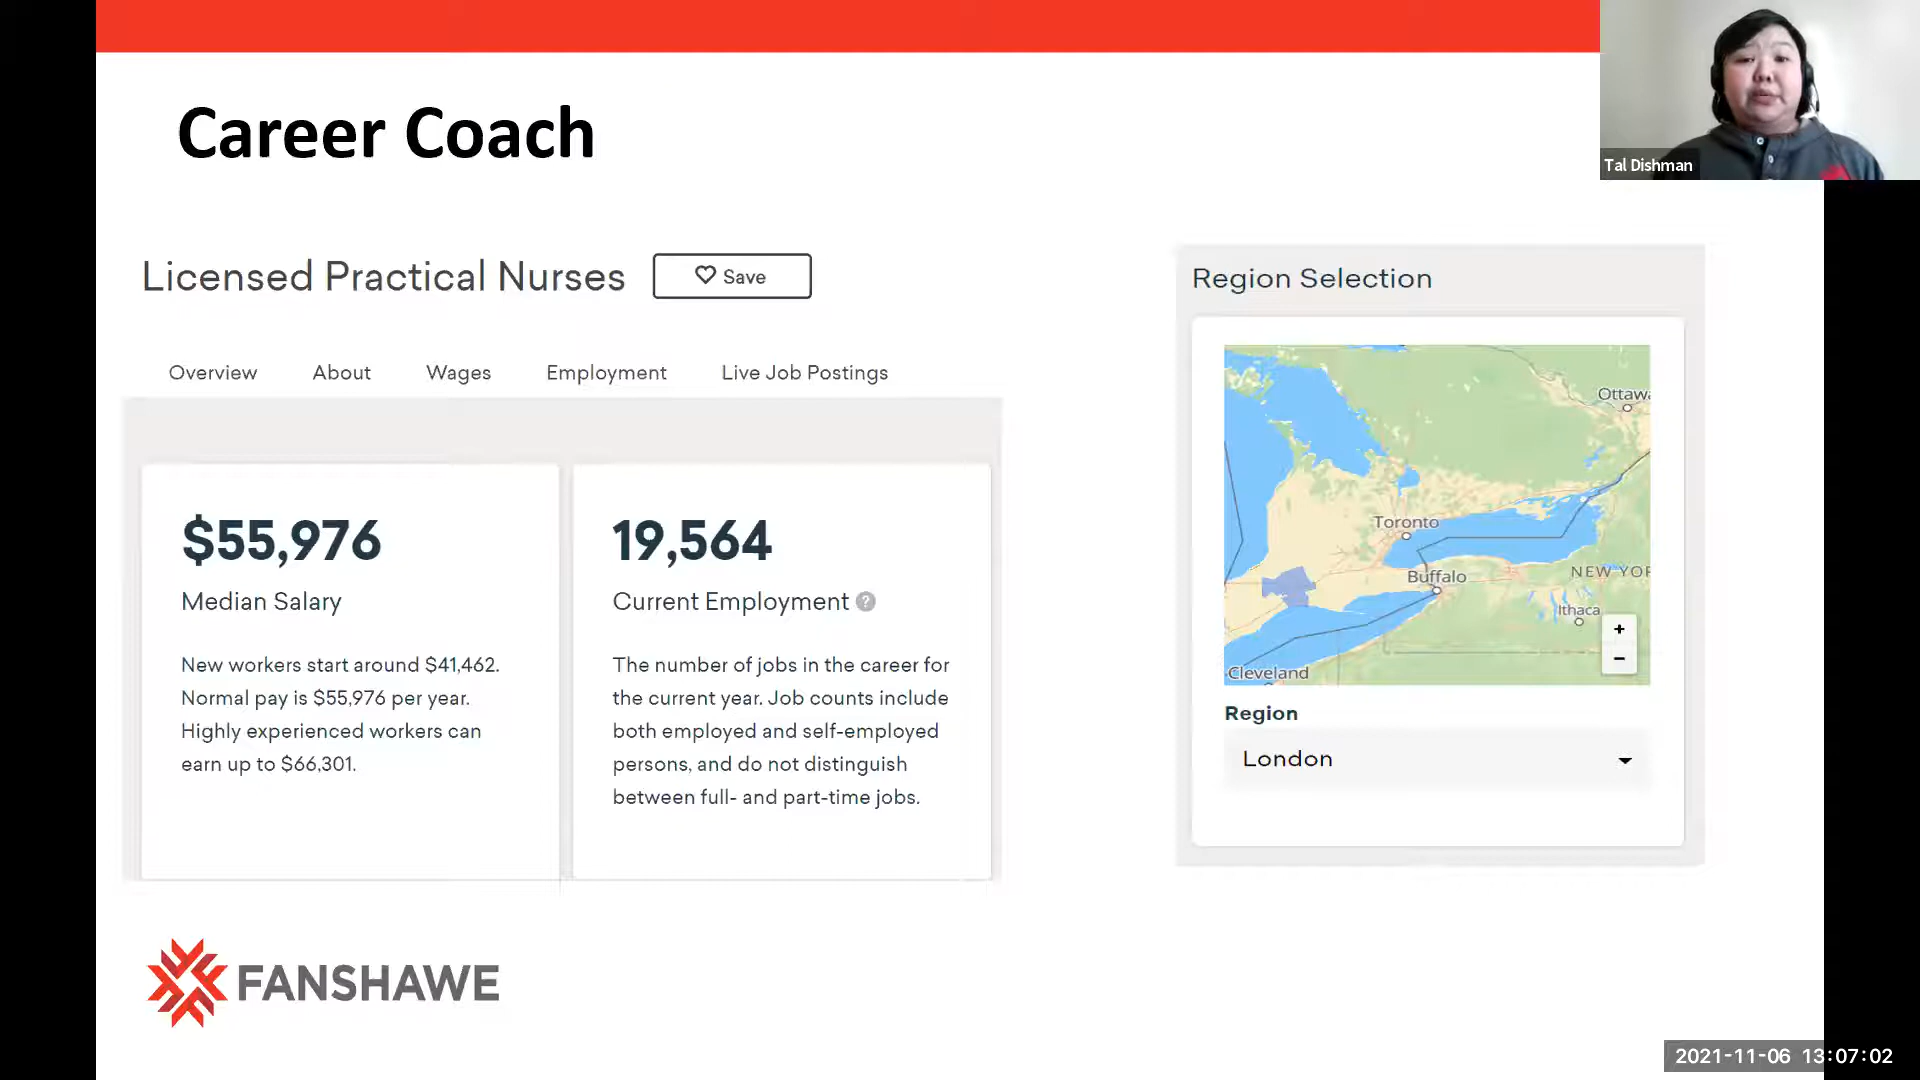 Career Coach
Tal Dishman
Licensed Practical Nurses
Save
Overview
About
Wages
Employment
Live Job Postings
$55,976
Median Salary
New workers start around $41,462.
Normal pay is $55,976 per year.
Highly experienced workers can
earn up to $66,301.
19,564
Current Employment ?
The number of jobs in the career for
the current year. Job counts include
both employed and self-employed
persons, and do not distinguish
between full- and part-time jobs.
Region Selection
Ottawa
Toronto
Buffalo
NEW YOR
Ithaca
+
−
Cleveland
Region
London
FANSHAWE
2021-11-06 13:07:02